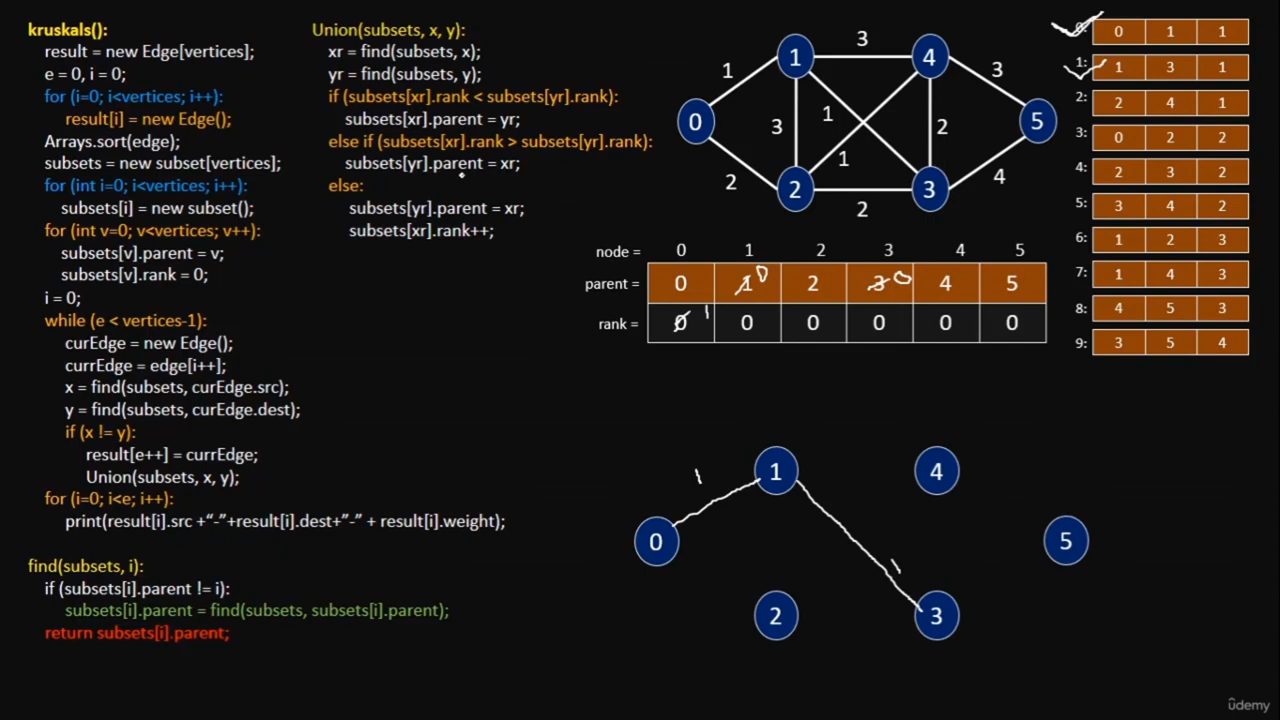 kruskals():
result = new Edge[vertices];
e = 0, i = 0;
for (i=0; i<vertices; i++):
result[i] = new Edge();
Arrays.sort(edge);
subsets = new subset[vertices];
for (int i=0; i<vertices; i++):
subsets[i] = new subset();
for (int v=0; v<vertices; v++):
subsets[v].parent = v;
subsets[v].rank = 0;
i = 0;
while (e < vertices-1):
curEdge = new Edge();
currEdge = edge[i++];
x = find(subsets, curEdge.src);
y = find(subsets, curEdge.dest);
if (x != y):
result[e++] = currEdge;
Union(subsets, x, y);
for (i=0; i<e; i++):
print(result[i].src +“-”+result[i].dest+”-” + result[i].weight);
find(subsets, i):
if (subsets[i].parent != i):
subsets[i].parent = find(subsets, subsets[i].parent);
return subsets[i].parent;
Union(subsets, x, y):
xr = find(subsets, x);
yr = find(subsets, y);
if (subsets[xr].rank < subsets[yr].rank):
subsets[xr].parent = yr;
else if (subsets[xr].rank > subsets[yr].rank):
subsets[yr].parent = xr;
else:
subsets[yr].parent = xr;
subsets[xr].rank++;
3
1 4
1 3
3 1 2
0 5
1
2 4
2 3
2
node = 0 1 2 3 4 5
parent = 0 1 0 2 3 0 4 5
rank = 0 1 0 0 0 0 0
0: 0 1 1
1: 1 3 1
2: 2 4 1
3: 0 2 2
4: 2 3 2
5: 3 4 2
6: 1 2 3
7: 1 4 3
8: 4 5 3
9: 3 5 4
1 4
1
0 5
1
2 3
ûdemy